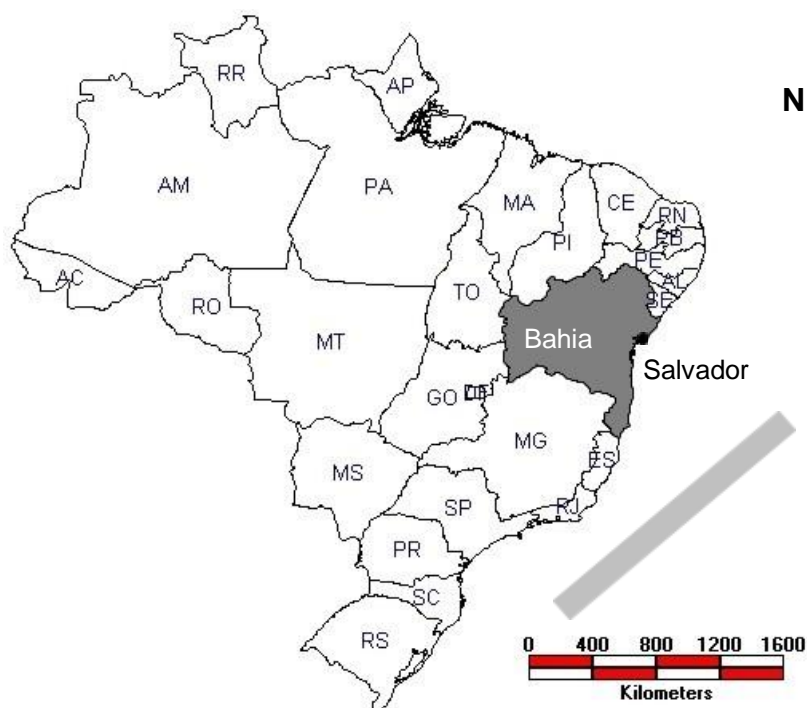 RR
AP
N
AM
PA
MA
CE
RN
PB
PI
PE
AC
AL
TO
SE
RO
MT
Bahia
Salvador
GO
DF
MG
ES
MS
SP
RJ
PR
SC
RS
0 400 800 1200 1600
Kilometers